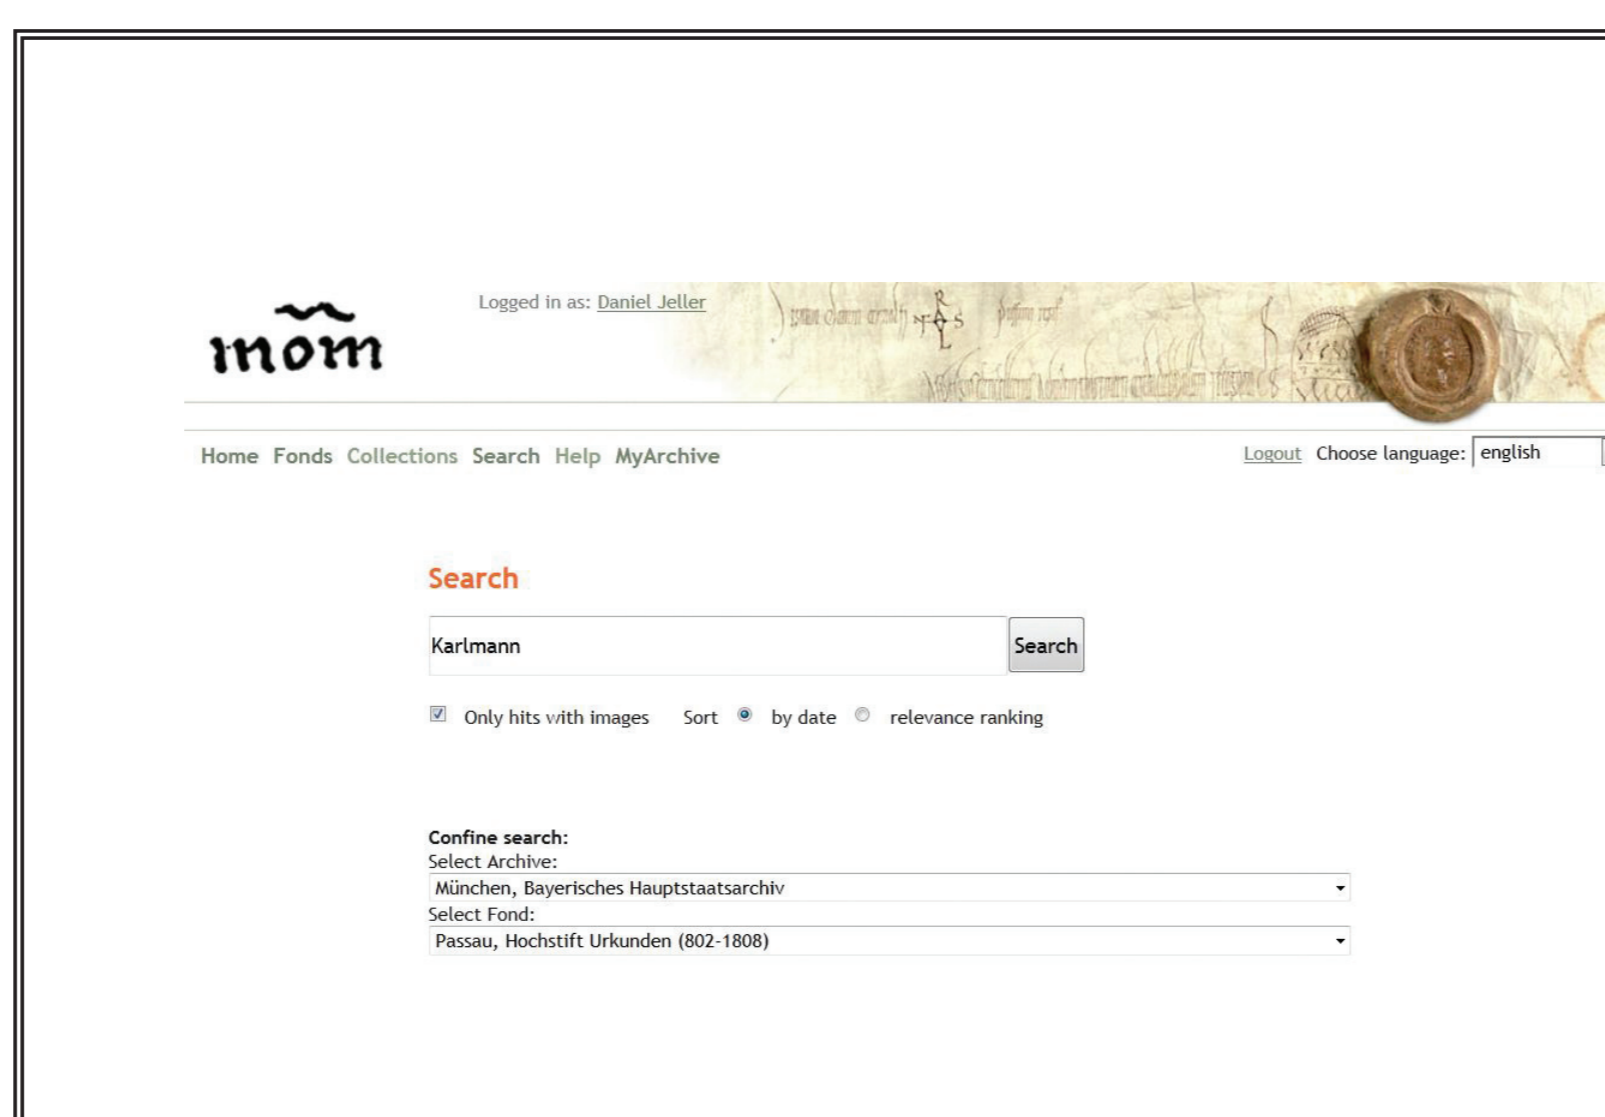 Logged in as: Daniel Jeller
mom
Home Fonds Collections Search Help MyArchive
Logout Choose language: english
Search
Karlmann Search
Only hits with images Sort by date relevance ranking
Confine search:
Select Archive:
München, Bayerisches Hauptstaatsarchiv
Select Fond:
Passau, Hochstift Urkunden (802-1808)